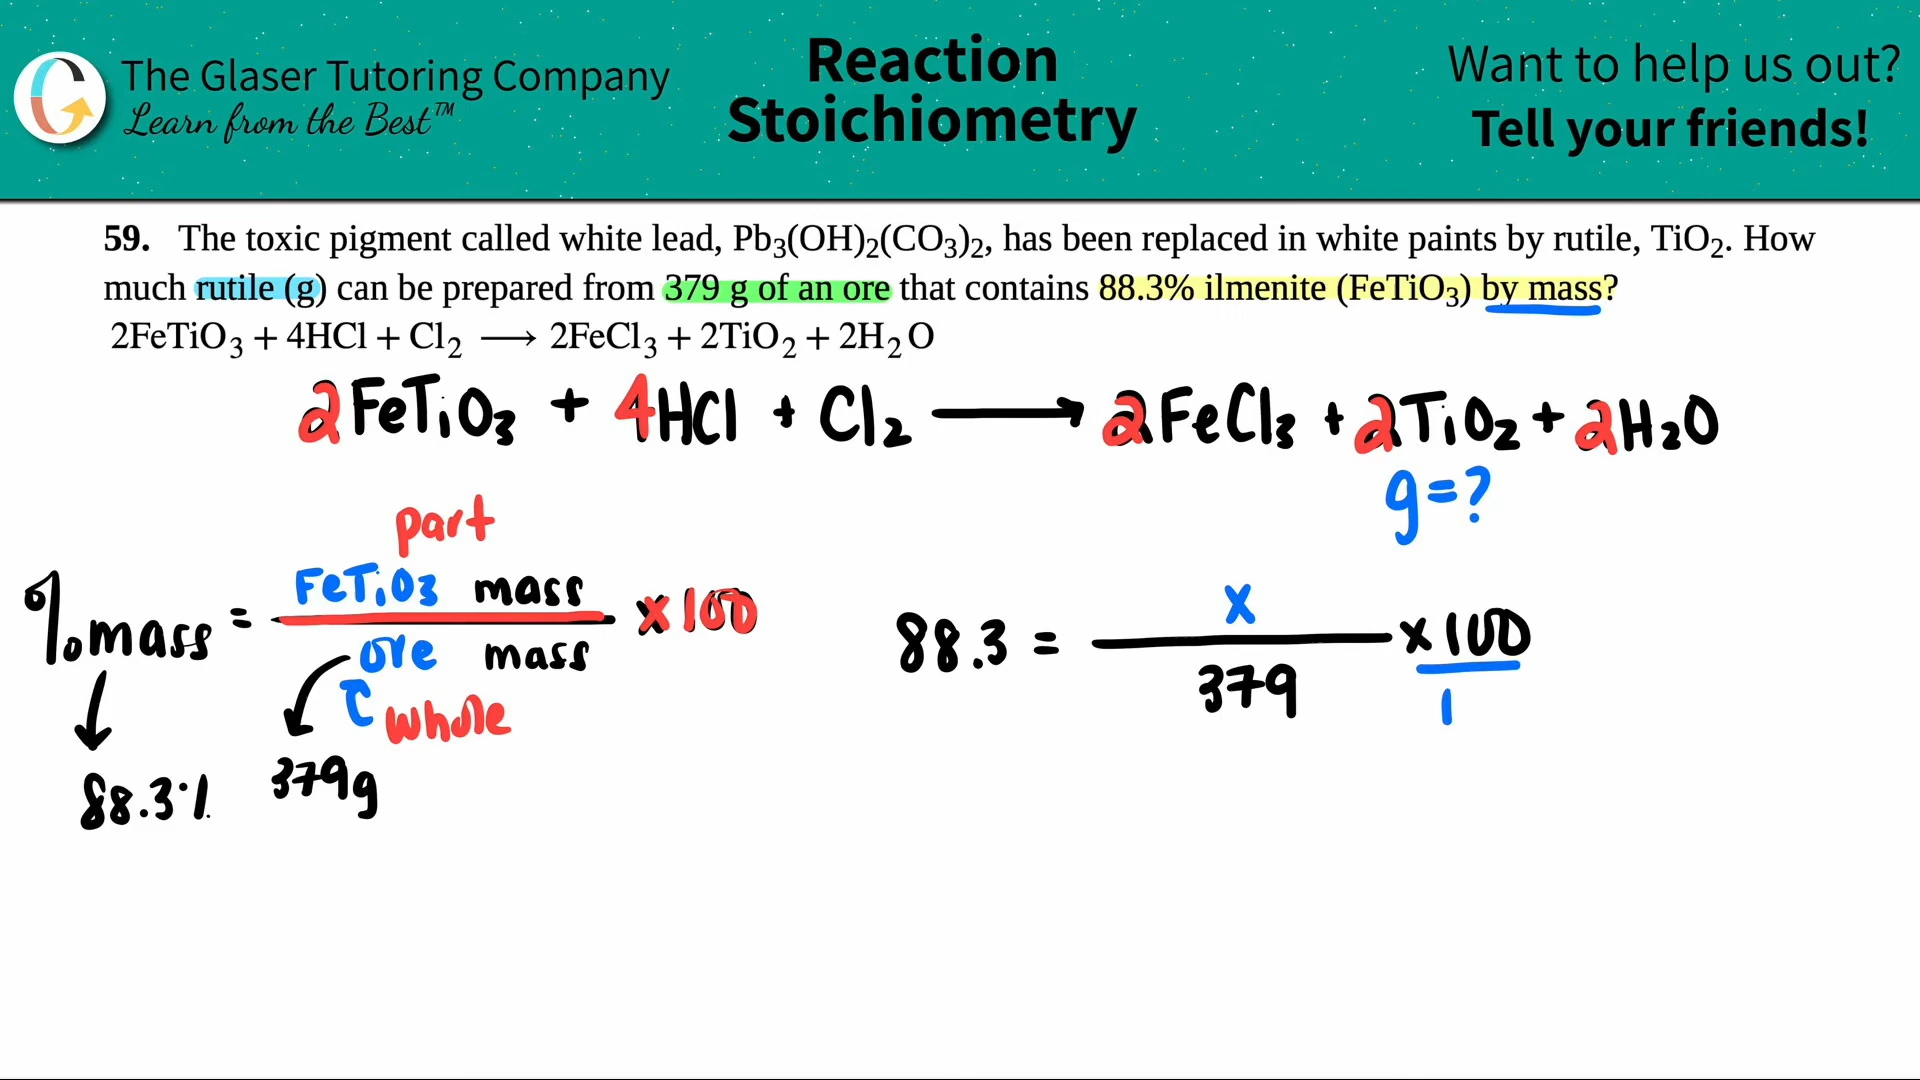 The Glaser Tutoring Company
Learn from the Best™
Reaction
Stoichiometry
Want to help us out?
Tell your friends!
59. The toxic pigment called white lead, Pb₃(OH)₂(CO₃)₂, has been replaced in white paints by rutile, TiO₂. How
much rutile (g) can be prepared from 379 g of an ore that contains 88.3% ilmenite (FeTiO₃) by mass?
2FeTiO₃ + 4HCl + Cl₂ ⟶ 2FeCl₃ + 2TiO₂ + 2H₂O
2FeTiO₃ + 4HCl + Cl₂ ⟶ 2FeCl₃ + 2TiO₂ + 2H₂O
g=?
part
%mass = FeTiO₃ mass x 100
ore mass
whole
88.3% 379g
88.3 = x x 100
379 1